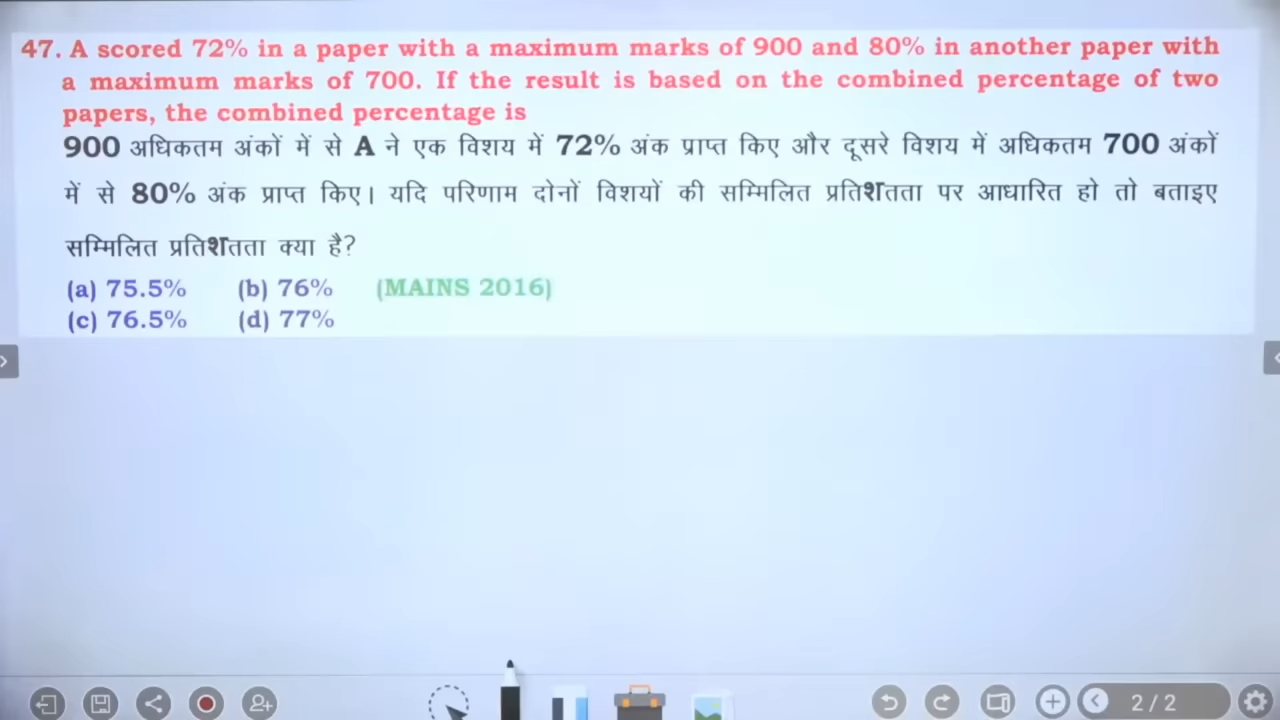 47. A scored 72% in a paper with a maximum marks of 900 and 80% in another paper with
a maximum marks of 700. If the result is based on the combined percentage of two
papers, the combined percentage is
900 अधिकतम अंकों में से A ने एक विशय में 72% अंक प्राप्त किए और दूसरे विशय में अधिकतम 700 अंकों
में से 80% अंक प्राप्त किए। यदि परिणाम दोनों विशयों की सम्मिलित प्रतिशतता पर आधारित हो तो बताइए
सम्मिलित प्रतिशतता क्या है?
(a) 75.5% (b) 76% (MAINS 2016)
(c) 76.5% (d) 77%
2 / 2